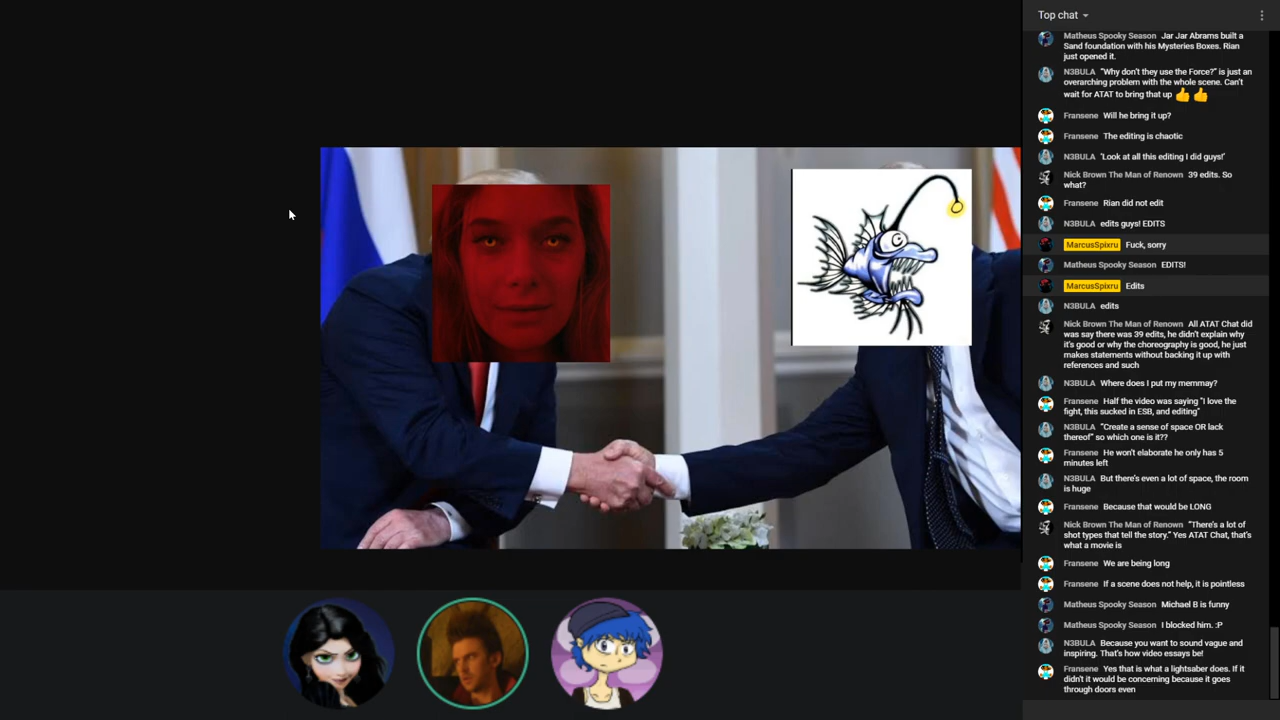 Top chat
Matheus Spooky Season Jar Jar Abrams built a
Sand foundation with his Mysteries Boxes. Rian
just opened it.
N3BULA "Why don't they use the Force?" is just an
overarching problem with the whole scene. Can't
wait for ATAT to bring that up 👍👍
Fransene Will he bring it up?
Fransene The editing is chaotic
N3BULA 'Look at all this editing I did guys!'
Nick Brown The Man of Renown 39 edits. So
what?
Fransene Rian did not edit
N3BULA edits guys! EDITS
MarcusSpixru Fuck, sorry
Matheus Spooky Season EDITS!
MarcusSpixru Edits
N3BULA edits
Nick Brown The Man of Renown All ATAT Chat did
was say there was 39 edits, he didn't explain why
it's good or why the choreography is good, he just
makes statements without backing it up with
references and such
N3BULA Where does I put my memmay?
Fransene Half the video was saying "I love the
fight, this sucked in ESB, and editing"
N3BULA "Create a sense of space OR lack
thereof" so which one is it??
Fransene He won't elaborate he only has 5
minutes left
N3BULA But there's even a lot of space, the room
is huge
Fransene Because that would be LONG
Nick Brown The Man of Renown "There's a lot of
shot types that tell the story." Yes ATAT Chat, that's
what a movie is
Fransene We are being long
Fransene If a scene does not help, it is pointless
Matheus Spooky Season Michael B is funny
Matheus Spooky Season I blocked him. :P
N3BULA Because you want to sound vague and
inspiring. That's how video essays be!
Fransene Yes that is what a lightsaber does. If it
didn't it would be concerning because it goes
through doors even